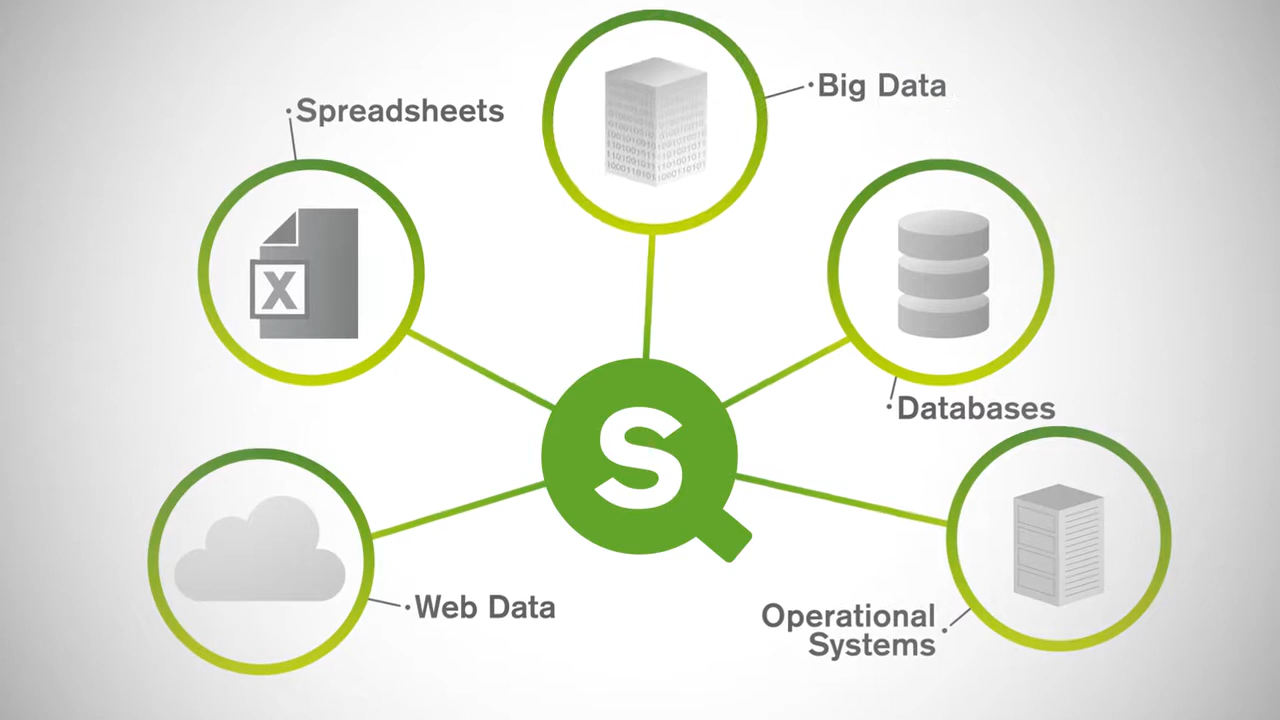 Big Data
Spreadsheets
X
Databases
S
Web Data
Operational
Systems